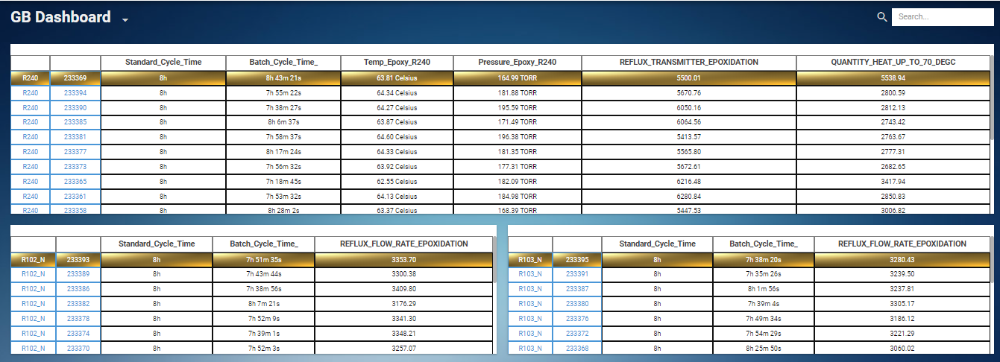 GB Dashboard
Search...
Standard_Cycle_Time Batch_Cycle_Time_ Temp_Epoxy_R240 Pressure_Epoxy_R240 REFLUX_TRANSMITTER_EPOXIDATION QUANTITY_HEAT_UP_TO_70_DEGC
R240 233369 8h 8h 43m 21s 63.81 Celsius 164.99 TORR 5500.01 5538.94
R240 233394 8h 7h 55m 22s 64.34 Celsius 181.88 TORR 5670.76 2800.59
R240 233390 8h 7h 38m 27s 64.27 Celsius 195.59 TORR 6050.16 2812.13
R240 233385 8h 8h 6m 37s 63.87 Celsius 171.49 TORR 6064.56 2743.42
R240 233381 8h 7h 58m 37s 64.60 Celsius 196.38 TORR 5413.57 2763.67
R240 233377 8h 8h 17m 24s 64.33 Celsius 181.35 TORR 5565.80 2777.31
R240 233373 8h 7h 56m 32s 63.92 Celsius 177.31 TORR 5672.61 2682.65
R240 233365 8h 7h 18m 45s 62.55 Celsius 182.09 TORR 6216.48 3417.94
R240 233361 8h 7h 53m 32s 64.13 Celsius 184.98 TORR 6280.84 2850.83
R240 233358 8h 8h 28m 2s 63.37 Celsius 168.39 TORR 5447.53 3006.82
Standard_Cycle_Time Batch_Cycle_Time_ REFLUX_FLOW_RATE_EPOXIDATION
R102_N 233393 8h 7h 51m 35s 3353.70
R102_N 233389 8h 7h 43m 44s 3300.38
R102_N 233386 8h 7h 38m 56s 3409.80
R102_N 233382 8h 8h 7m 21s 3176.29
R102_N 233378 8h 7h 52m 9s 3341.30
R102_N 233374 8h 7h 39m 1s 3348.21
R102_N 233370 8h 7h 52m 3s 3257.07
Standard_Cycle_Time Batch_Cycle_Time_ REFLUX_FLOW_RATE_EPOXIDATION
R103_N 233395 8h 7h 38m 20s 3280.43
R103_N 233391 8h 7h 35m 26s 3239.50
R103_N 233387 8h 8h 1m 56s 3237.81
R103_N 233380 8h 7h 39m 4s 3305.17
R103_N 233376 8h 7h 49m 34s 3186.12
R103_N 233372 8h 7h 54m 29s 3221.29
R103_N 233368 8h 8h 25m 50s 3060.02